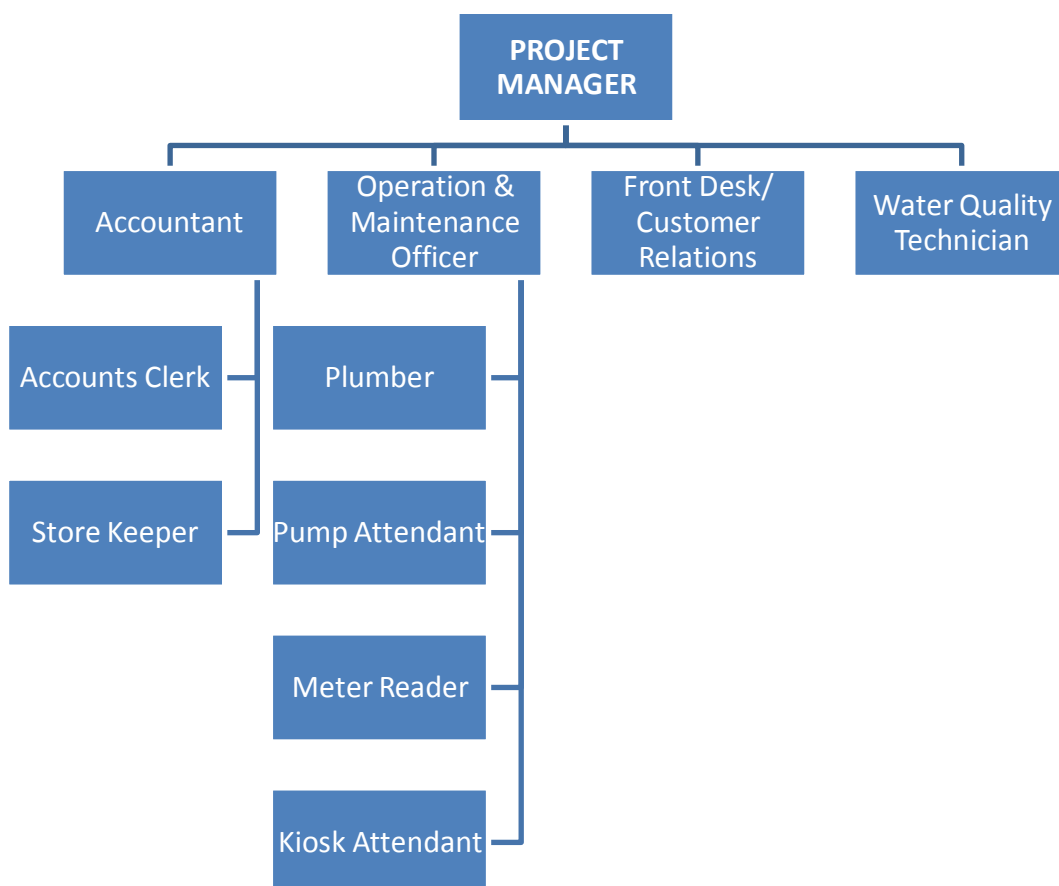 PROJECT
MANAGER
Accountant
Operation &
Maintenance
Officer
Front Desk/
Customer
Relations
Water Quality
Technician
Accounts Clerk
Plumber
Store Keeper
Pump Attendant
Meter Reader
Kiosk Attendant